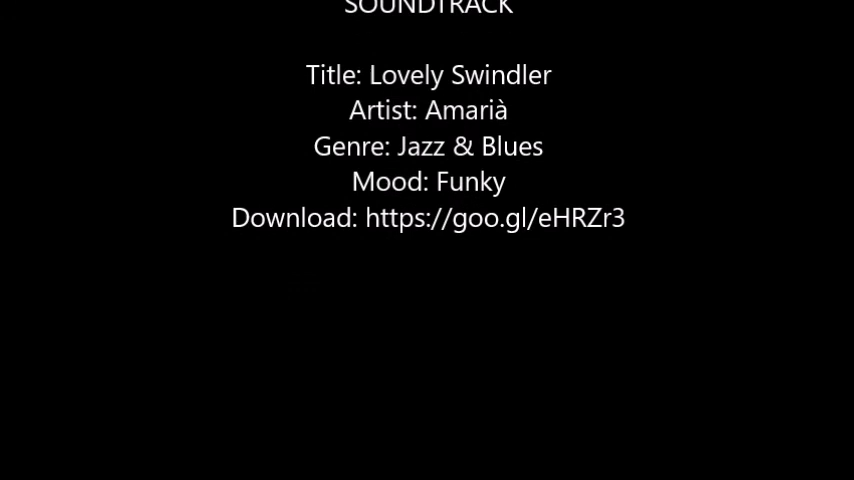 SOUNDTRACK
Title: Lovely Swindler
Artist: Amarià
Genre: Jazz & Blues
Mood: Funky
Download: https://goo.gl/eHRZr3